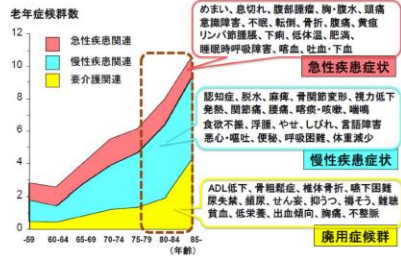 老年症候群数
急性疾患関連
慢性疾患関連
要介護関連
12
10
8
6
4
2
0
-59 60-64 65-69 70-74 75-79 80-84 85-
(年齢)
めまい、息切れ、腹部腫瘤、胸・腹水、頭痛
意識障害、不眠、転倒、骨折、腹痛、黄疸
リンパ節腫脹、下痢、低体温、肥満、
睡眠時呼吸障害、喀血、吐血・下血
急性疾患症状
認知症、脱水、麻痺、骨関節変形、視力低下
発熱、関節痛、腰痛、喀痰・咳嗽、喘鳴
食欲不振、浮腫、やせ、しびれ、言語障害
悪心・嘔吐、便秘、呼吸困難、体重減少
慢性疾患症状
ADL低下、骨粗鬆症、椎体骨折、嚥下困難
尿失禁、頻尿、せん妄、抑うつ、褥そう、難聴
貧血、低栄養、出血傾向、胸痛、不整脈
廃用症候群